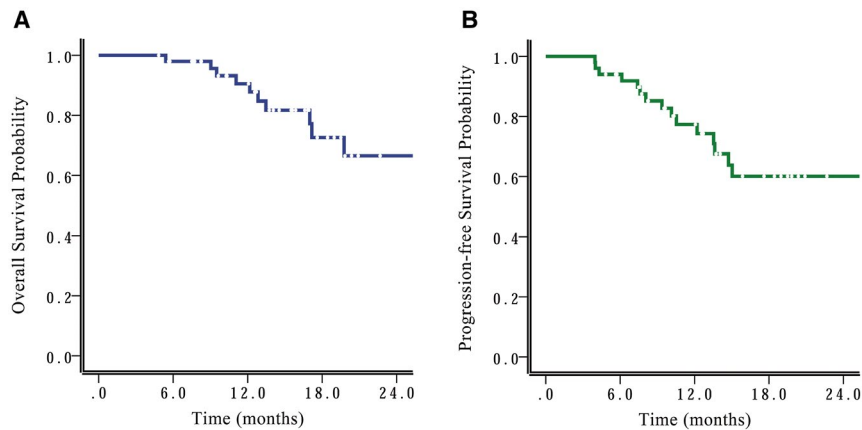 A
Overall Survival Probability
1.0
0.8
0.6
0.4
0.2
0.0
.0 6.0 12.0 18.0 24.0
Time (months)
B
Progression-free Survival Probability
1.0
0.8
0.6
0.4
0.2
0.0
.0 6.0 12.0 18.0 24.0
Time (months)